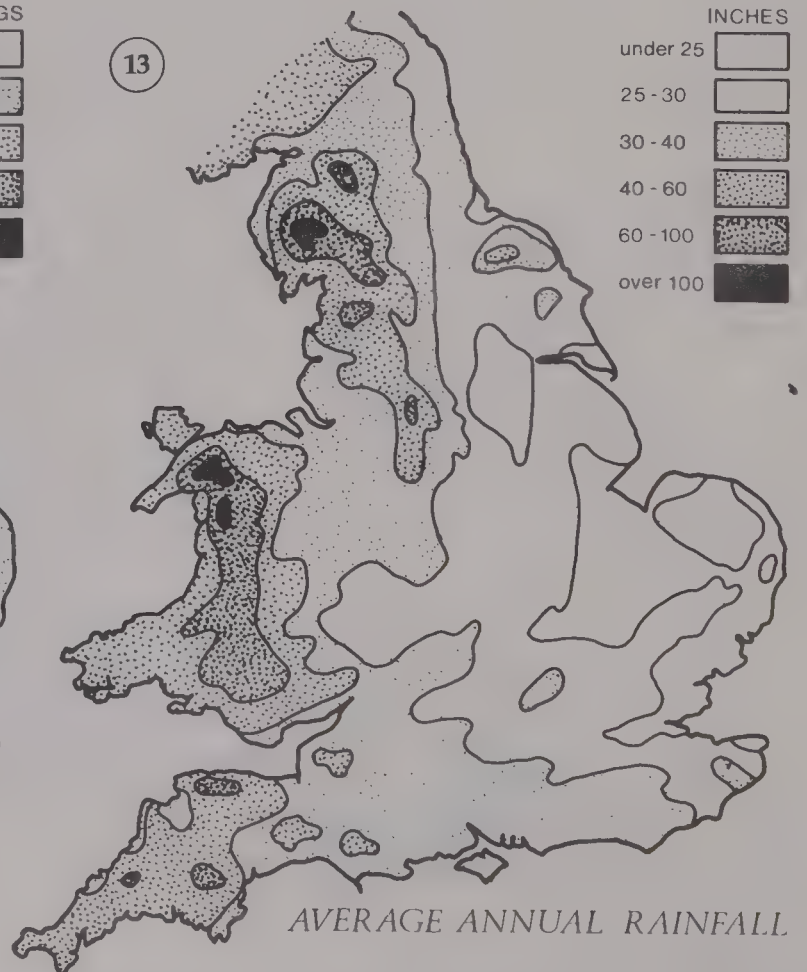 GS
13
INCHES
under 25
25 - 30
30 - 40
40 - 60
60 - 100
over 100
AVERAGE ANNUAL RAINFALL